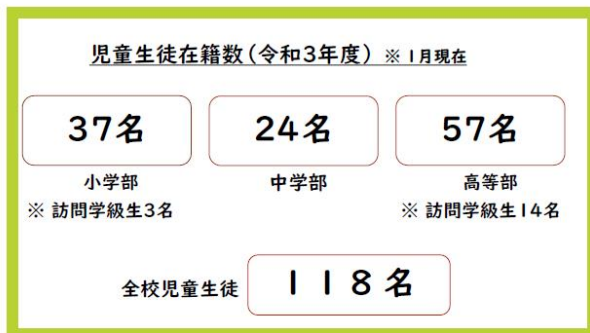 児童生徒在籍数(令和3年度) ※1月現在
37名 24名 57名
小学部 中学部 高等部
※ 訪問学級生3名 ※ 訪問学級生14名
全校児童生徒 118名